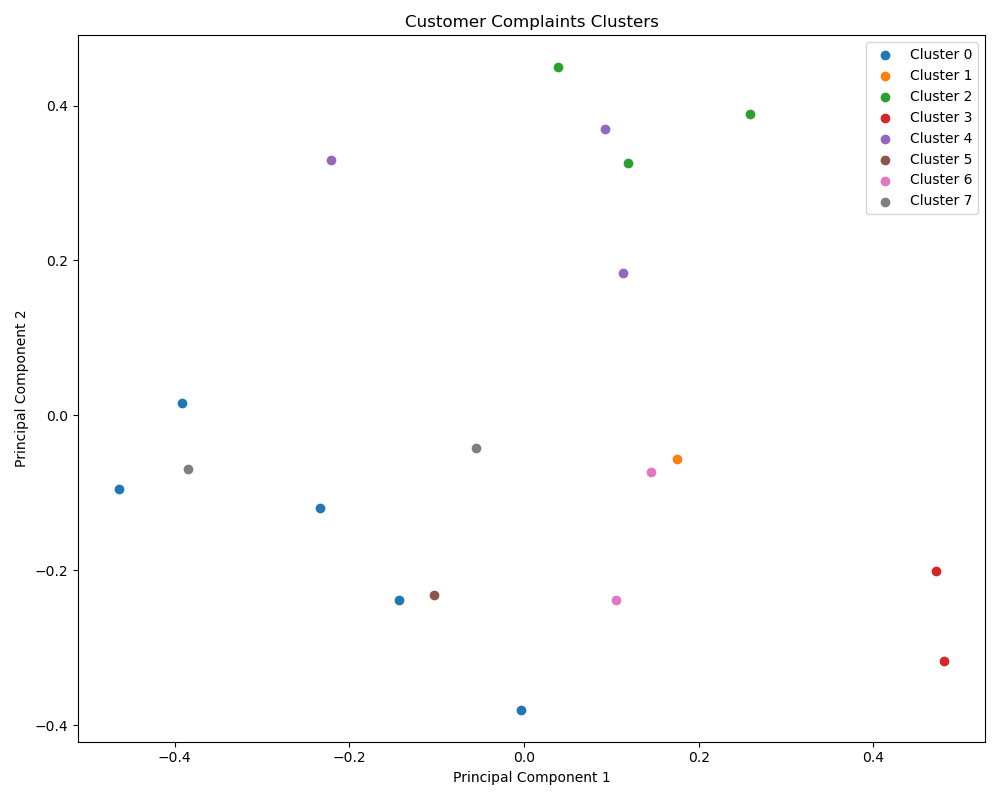 Customer Complaints Clusters
Cluster 0
Cluster 1
Cluster 2
Cluster 3
Cluster 4
Cluster 5
Cluster 6
Cluster 7
Principal Component 2
0.4
0.2
0.0
−0.2
−0.4
−0.4
−0.2
0.0
0.2
0.4
Principal Component 1